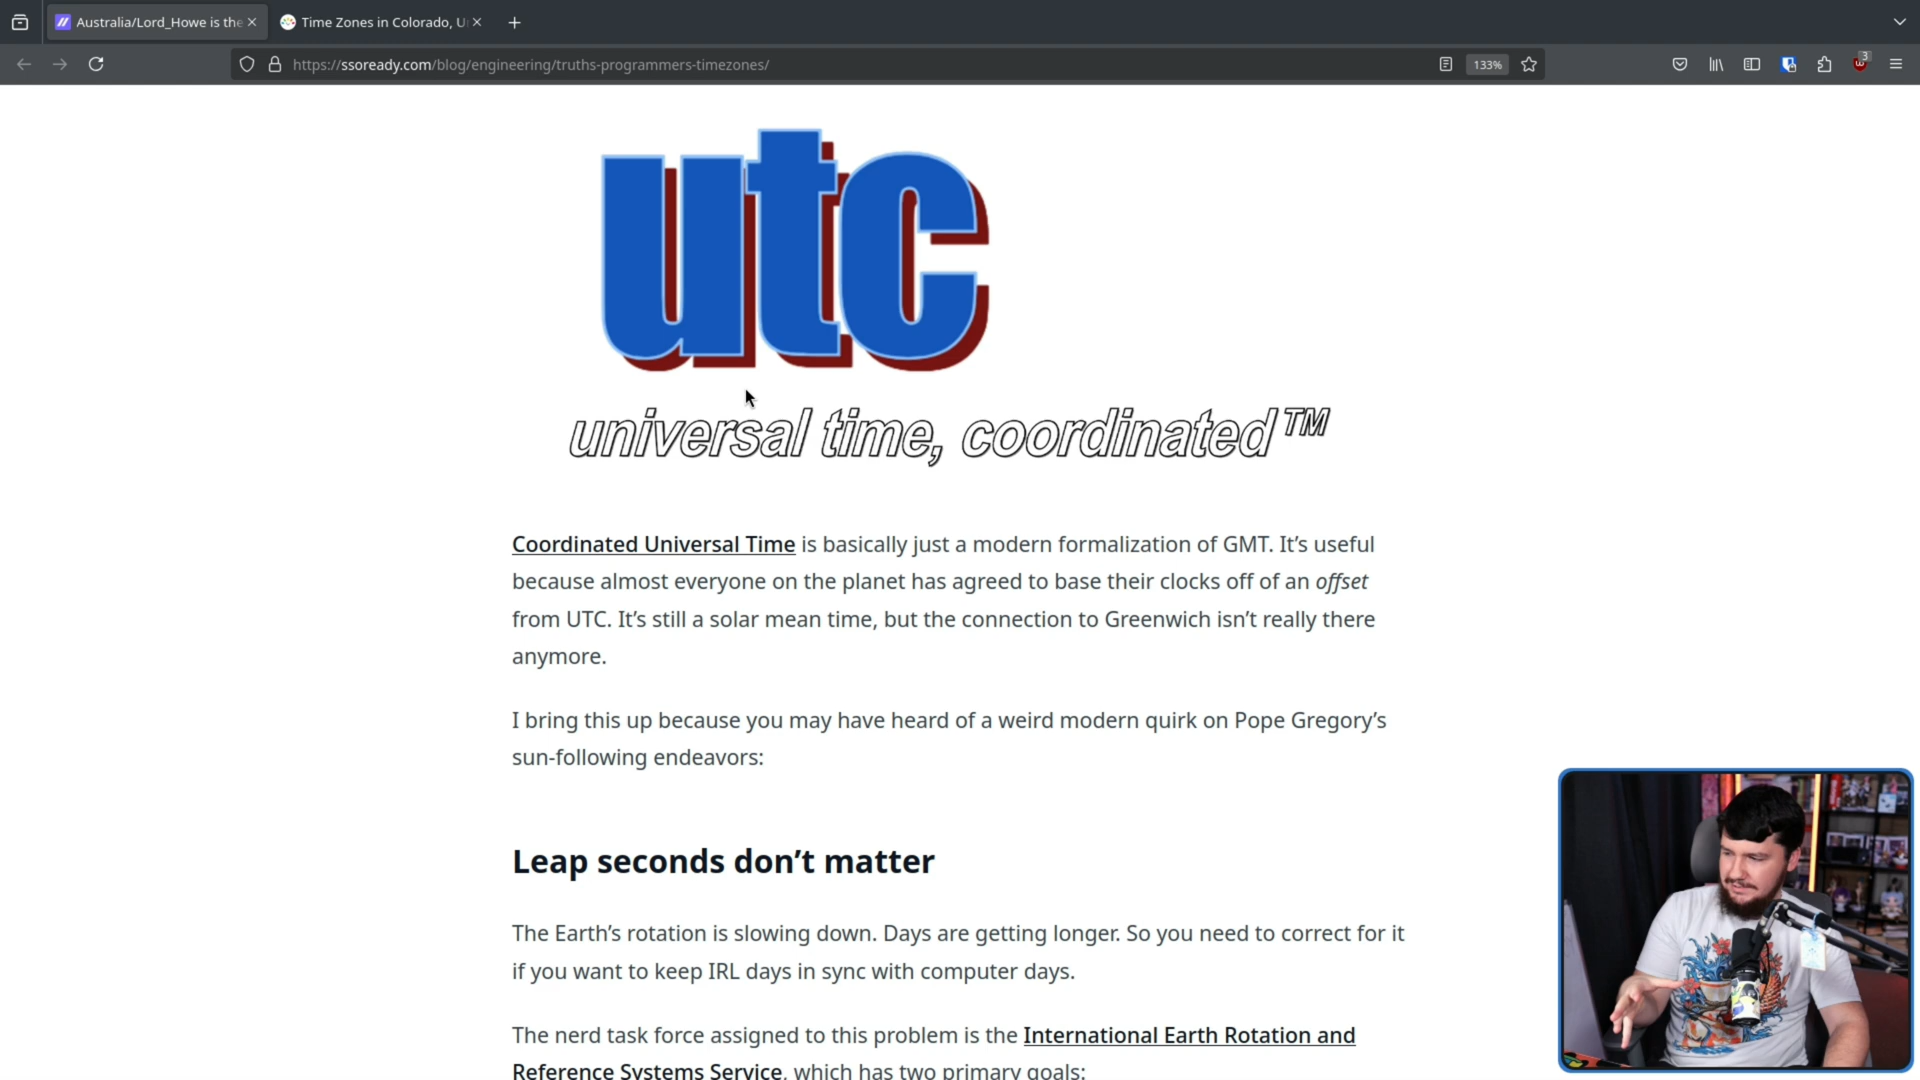 Australia/Lord_Howe is the
Time Zones in Colorado, U
https://ssoready.com/blog/engineering/truths-programmers-timezones/
133%
3
utc
universal time, coordinated™
Coordinated Universal Time is basically just a modern formalization of GMT. It’s useful
because almost everyone on the planet has agreed to base their clocks off of an offset
from UTC. It’s still a solar mean time, but the connection to Greenwich isn’t really there
anymore.
I bring this up because you may have heard of a weird modern quirk on Pope Gregory’s
sun-following endeavors:
Leap seconds don’t matter
The Earth’s rotation is slowing down. Days are getting longer. So you need to correct for it
if you want to keep IRL days in sync with computer days.
The nerd task force assigned to this problem is the International Earth Rotation and
Reference Systems Service, which has two primary goals: